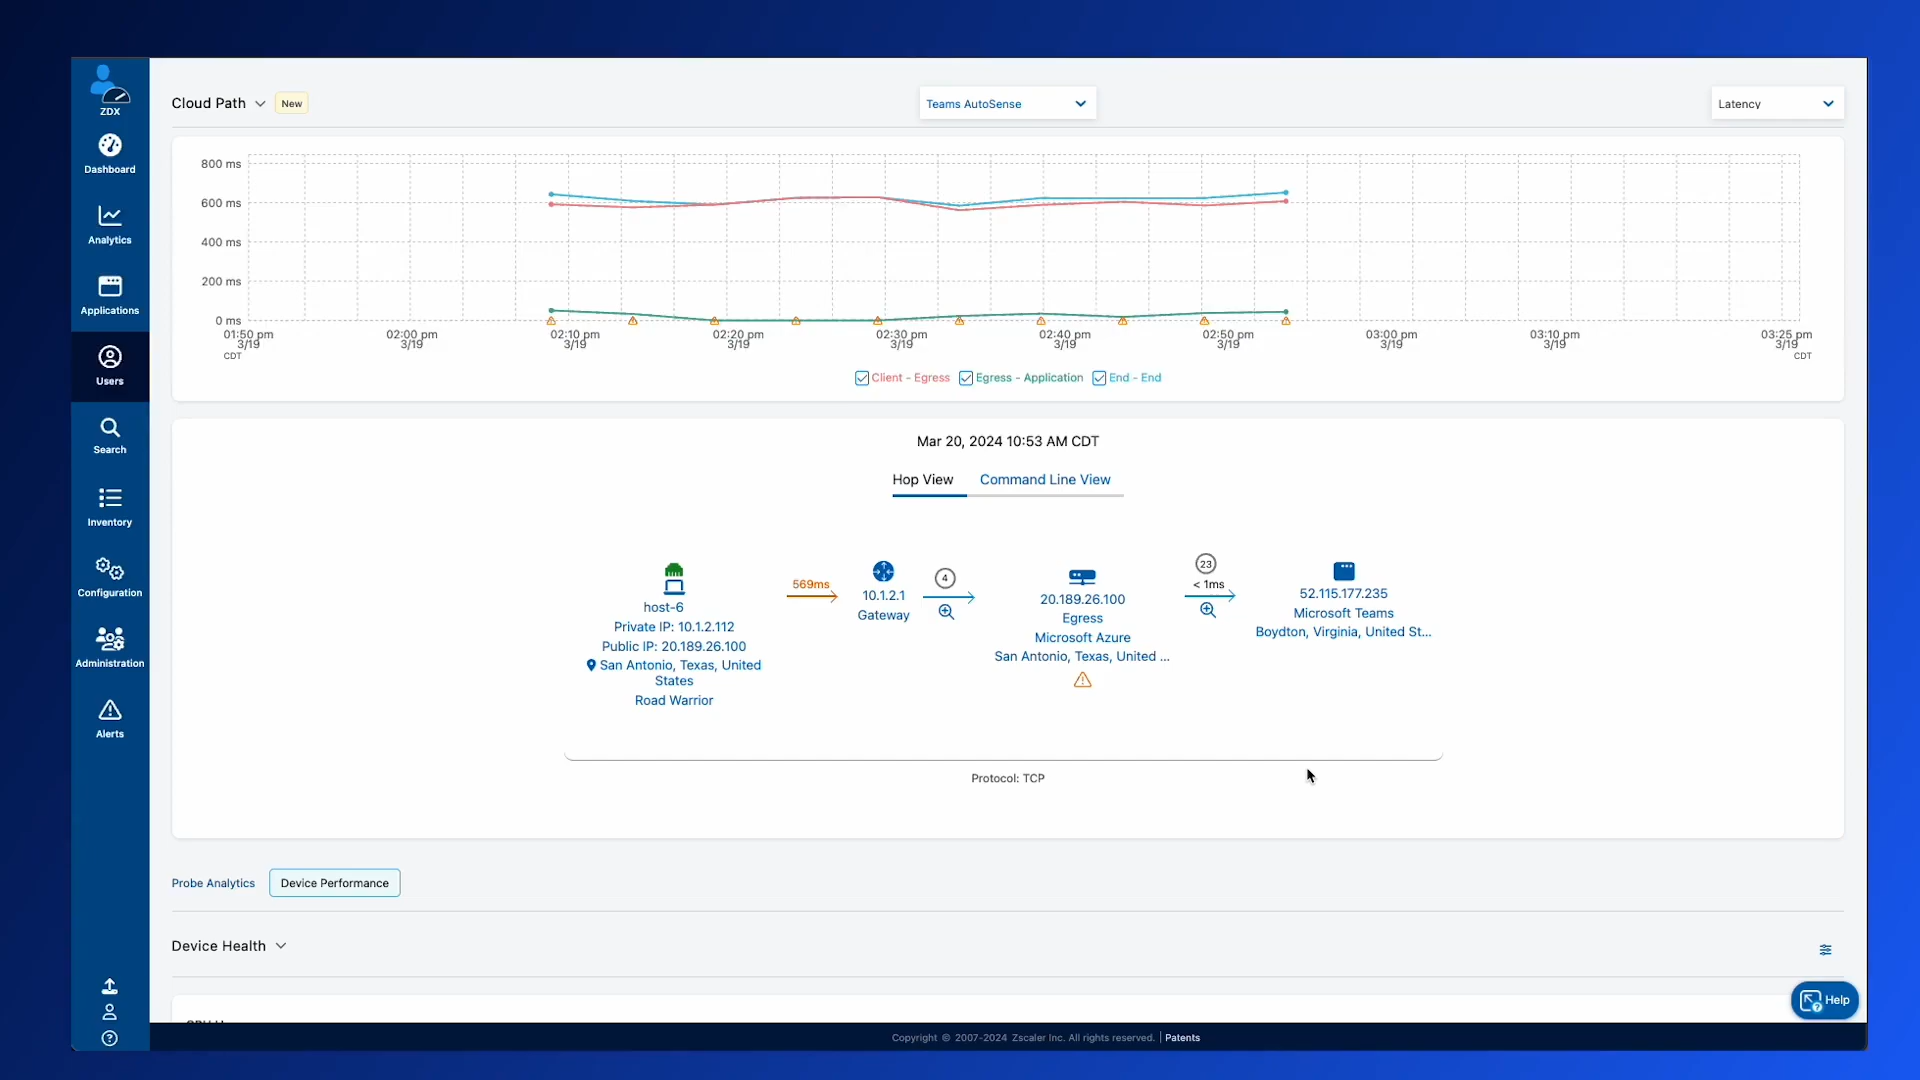 ZDX
Dashboard
Analytics
Applications
Users
Search
Inventory
Configuration
Administration
Alerts
Cloud Path
New
Teams AutoSense
Latency
800 ms
600 ms
400 ms
200 ms
0 ms
01:50 pm 02:00 pm 02:10 pm 02:20 pm 02:30 pm 02:40 pm 02:50 pm 03:00 pm 03:10 pm 03:25 pm
3/19 3/19 3/19 3/19 3/19 3/19 3/19 3/19 3/19 3/19
CDT CDT
Client - Egress Egress - Application End - End
Mar 20, 2024 10:53 AM CDT
Hop View Command Line View
host-6
Private IP: 10.1.2.112
Public IP: 20.189.26.100
San Antonio, Texas, United
States
Road Warrior
569ms
10.1.2.1
Gateway
4
20.189.26.100
Egress
Microsoft Azure
San Antonio, Texas, United ...
23
< 1ms
52.115.177.235
Microsoft Teams
Boydton, Virginia, United St...
Protocol: TCP
Probe Analytics Device Performance
Device Health
Help
Copyright © 2007-2024 Zscaler Inc. All rights reserved. | Patents